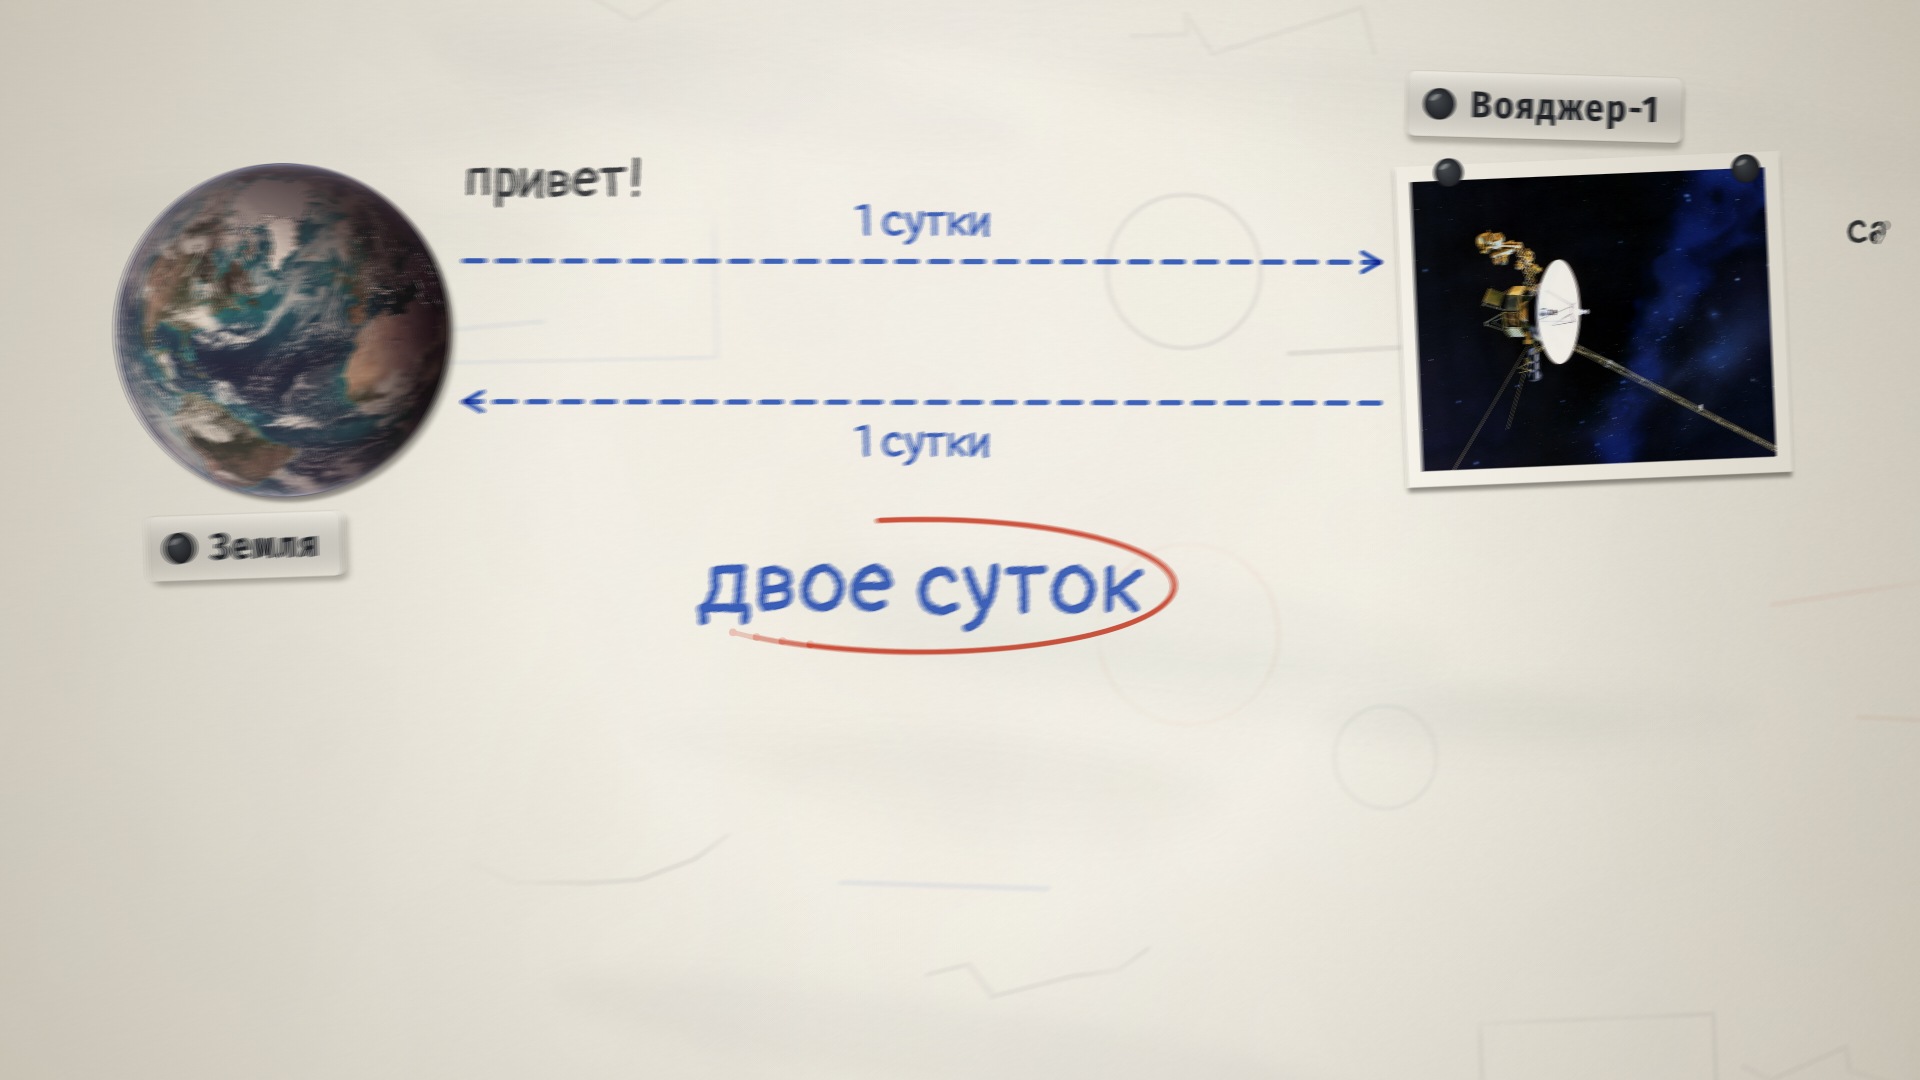 Вояджер-1
привет!
1 сутки
1 сутки
Земля
двое суток